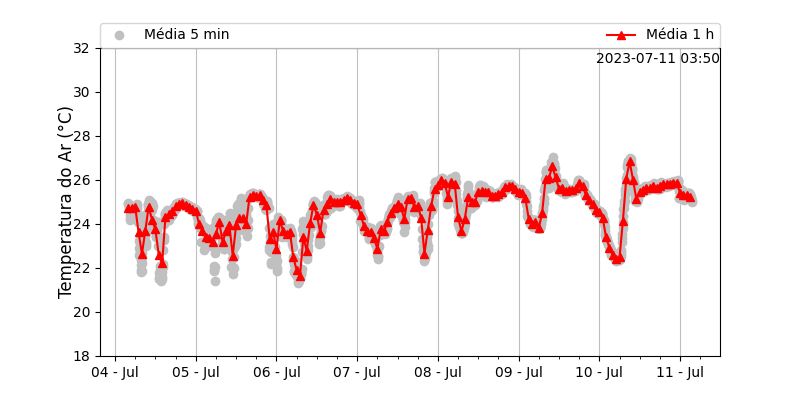 Média 5 min
Média 1 h
2023-07-11 03:50
Temperatura do Ar (°C)
32
30
28
26
24
22
20
18
04 - Jul
05 - Jul
06 - Jul
07 - Jul
08 - Jul
09 - Jul
10 - Jul
11 - Jul